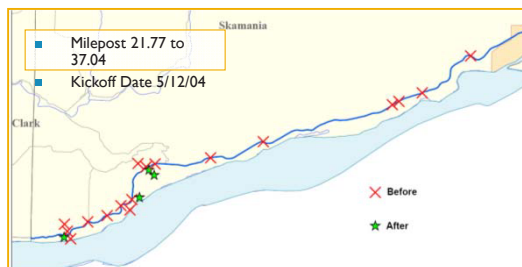 Skamania
Milepost 21.77 to
37.04
Kickoff Date 5/12/04
Clark
Before
After